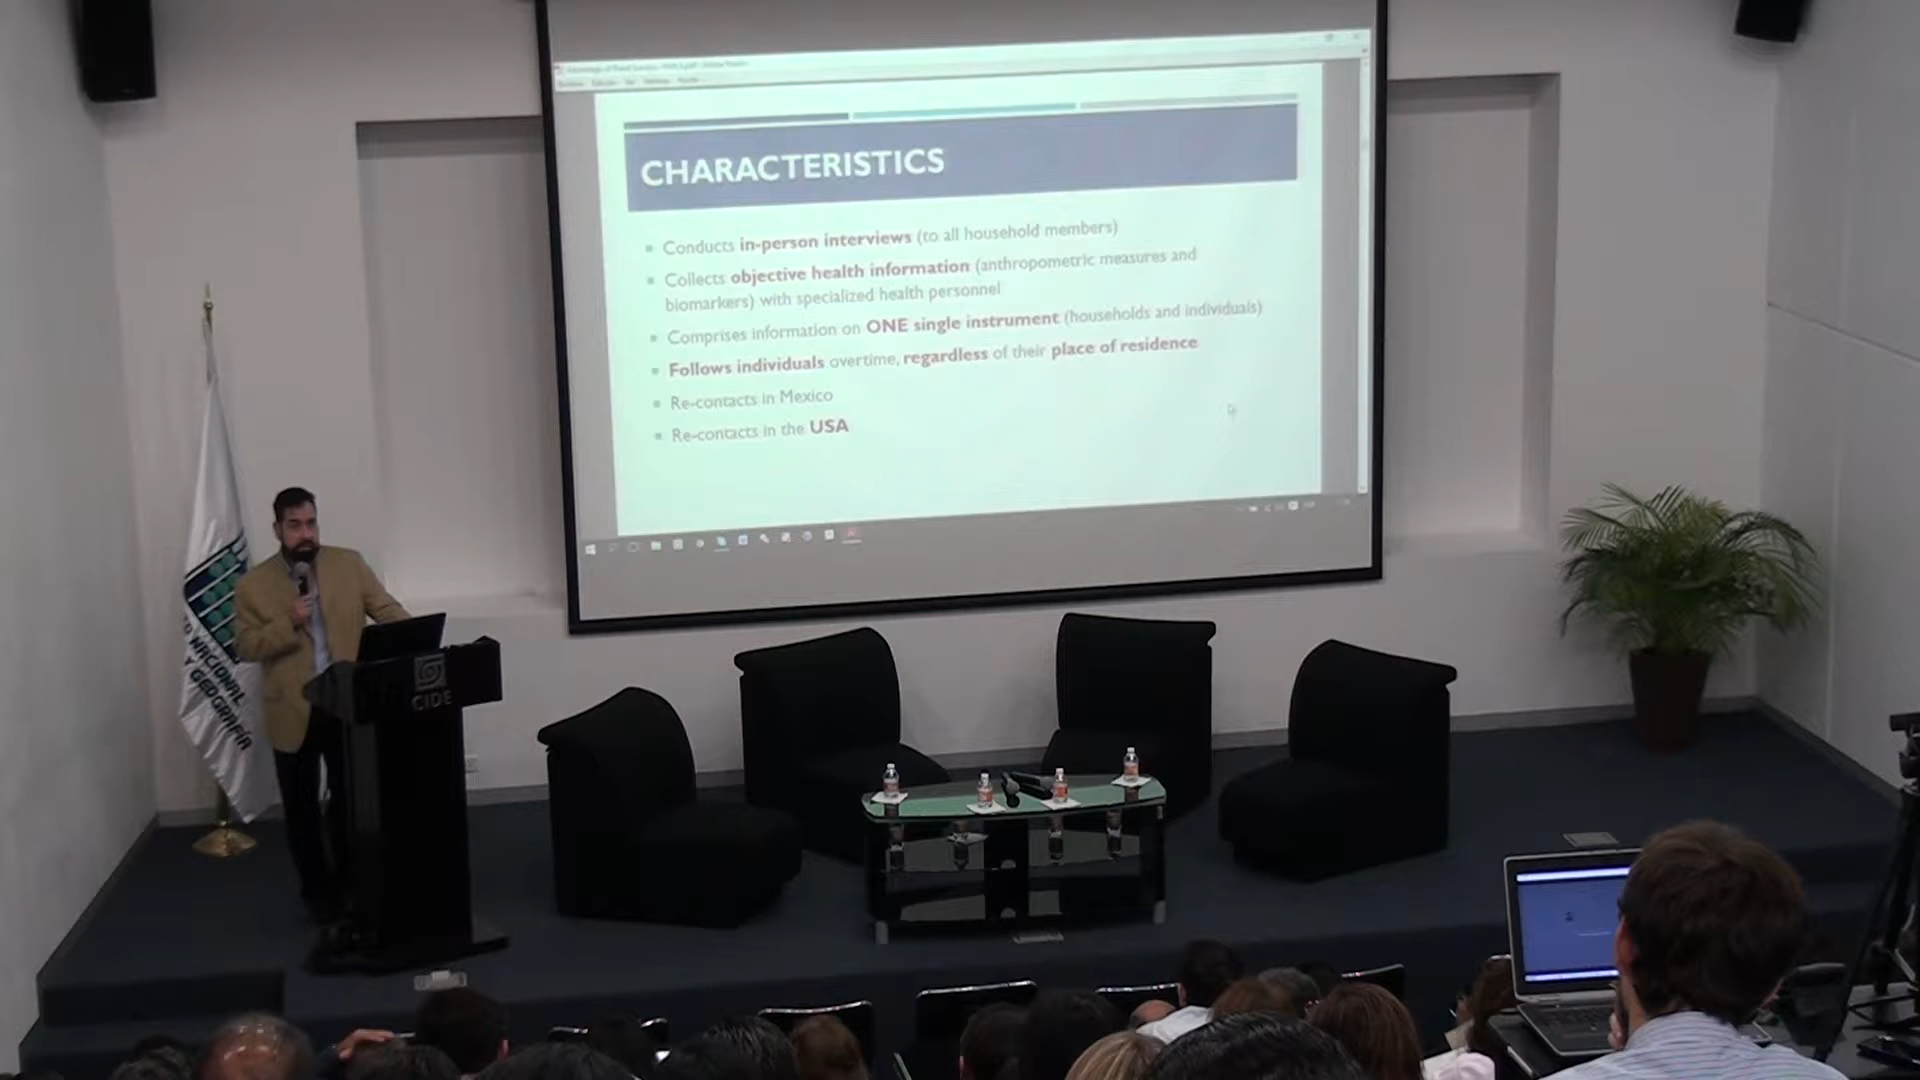 CHARACTERISTICS
Conducts in-person interviews (to all household members)
Collects objective health information (anthropometric measures and
biomarkers) with specialized health personnel
Comprises information on ONE single instrument (households and individuals)
Follows individuals overtime, regardless of their place of residence
Re-contacts in Mexico
Re-contacts in the USA
NACIONAL
Y GEOGRAFÍA
CIDE